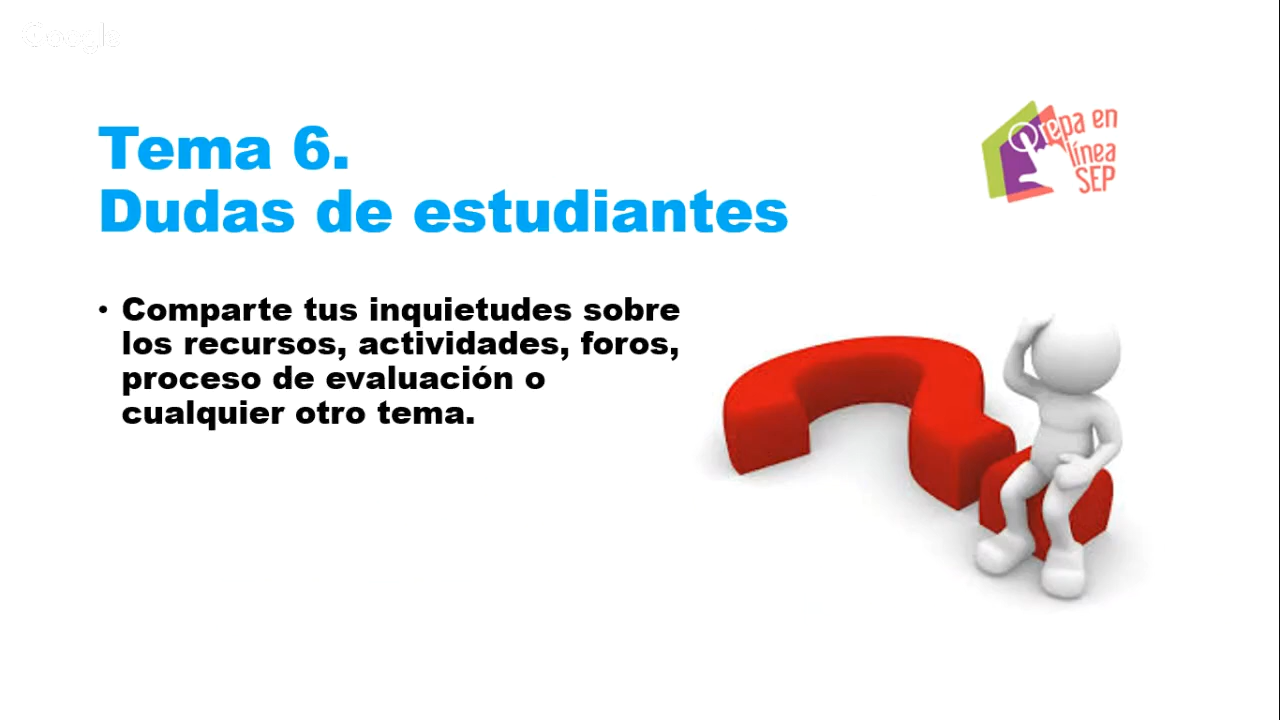 Google
Tema 6.
Dudas de estudiantes
Prepa en
línea
SEP
• Comparte tus inquietudes sobre
los recursos, actividades, foros,
proceso de evaluación o
cualquier otro tema.